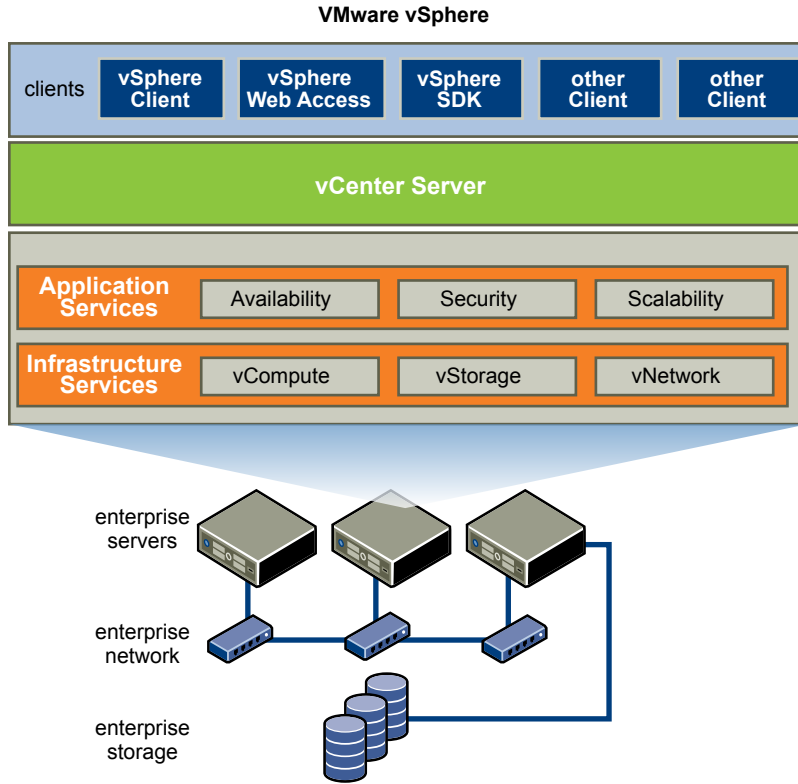 VMware vSphere
clients
vSphere
Client
vSphere
Web Access
vSphere
SDK
other
Client
other
Client
vCenter Server
Application
Services
Availability
Security
Scalability
Infrastructure
Services
vCompute
vStorage
vNetwork
enterprise
servers
enterprise
network
enterprise
storage